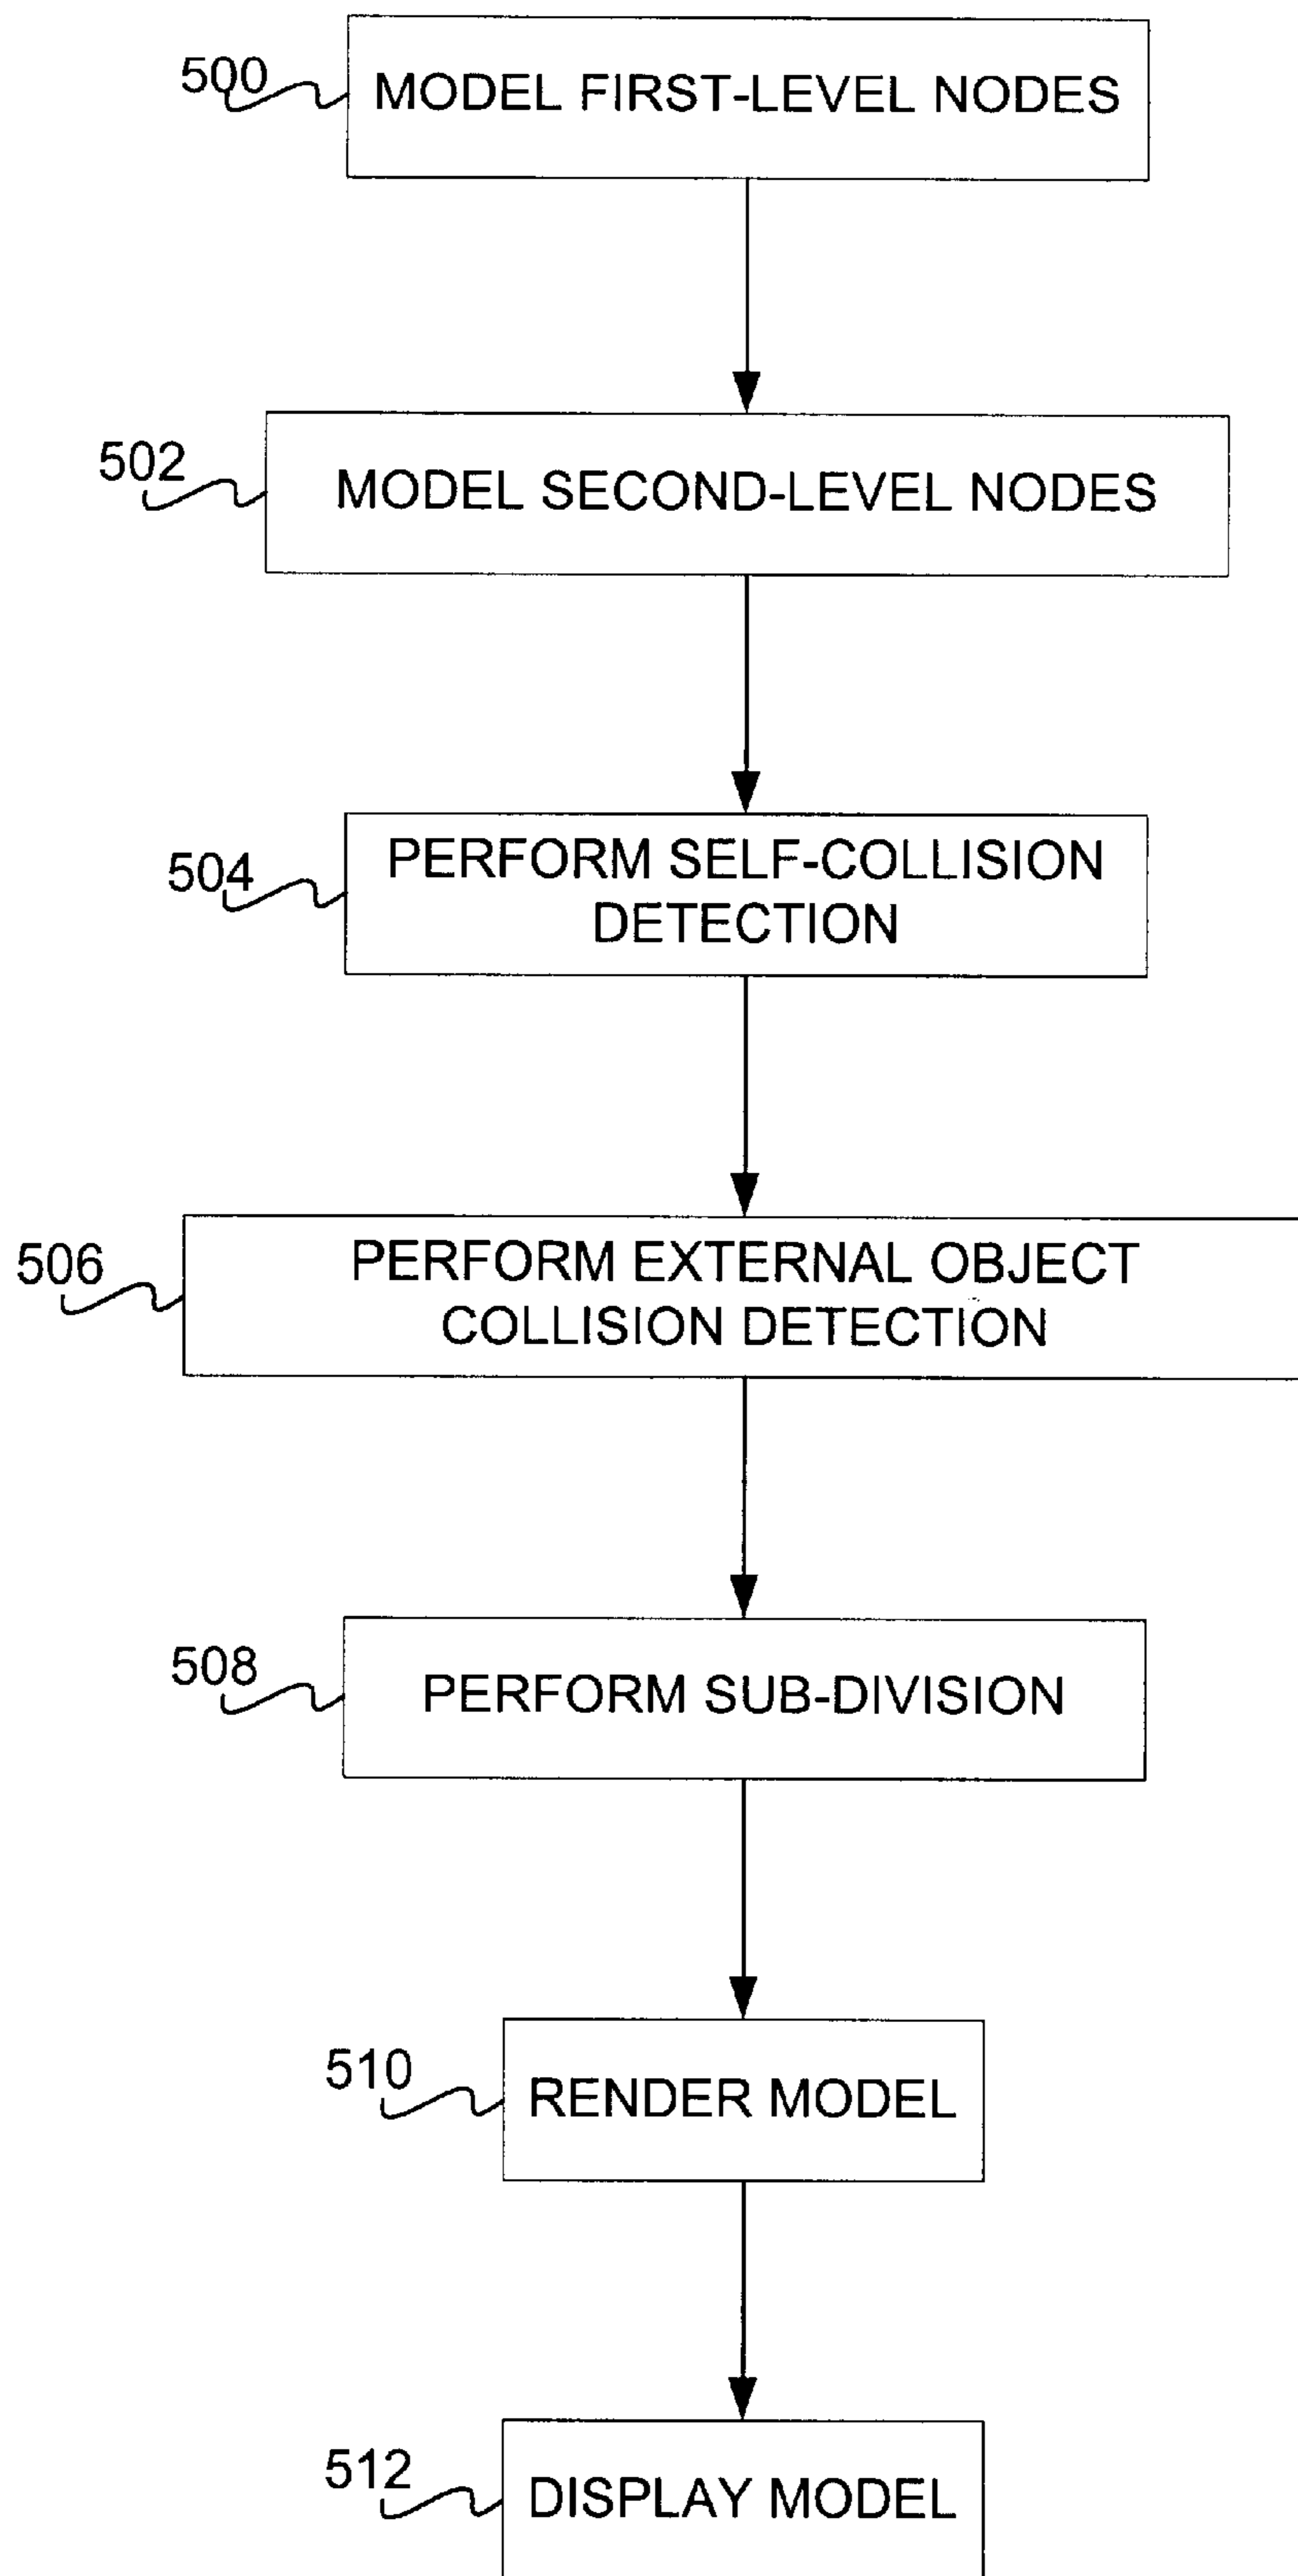 500
MODEL FIRST-LEVEL NODES
502
MODEL SECOND-LEVEL NODES
504
PERFORM SELF-COLLISION
DETECTION
506
PERFORM EXTERNAL OBJECT
COLLISION DETECTION
508
PERFORM SUB-DIVISION
510
RENDER MODEL
512
DISPLAY MODEL